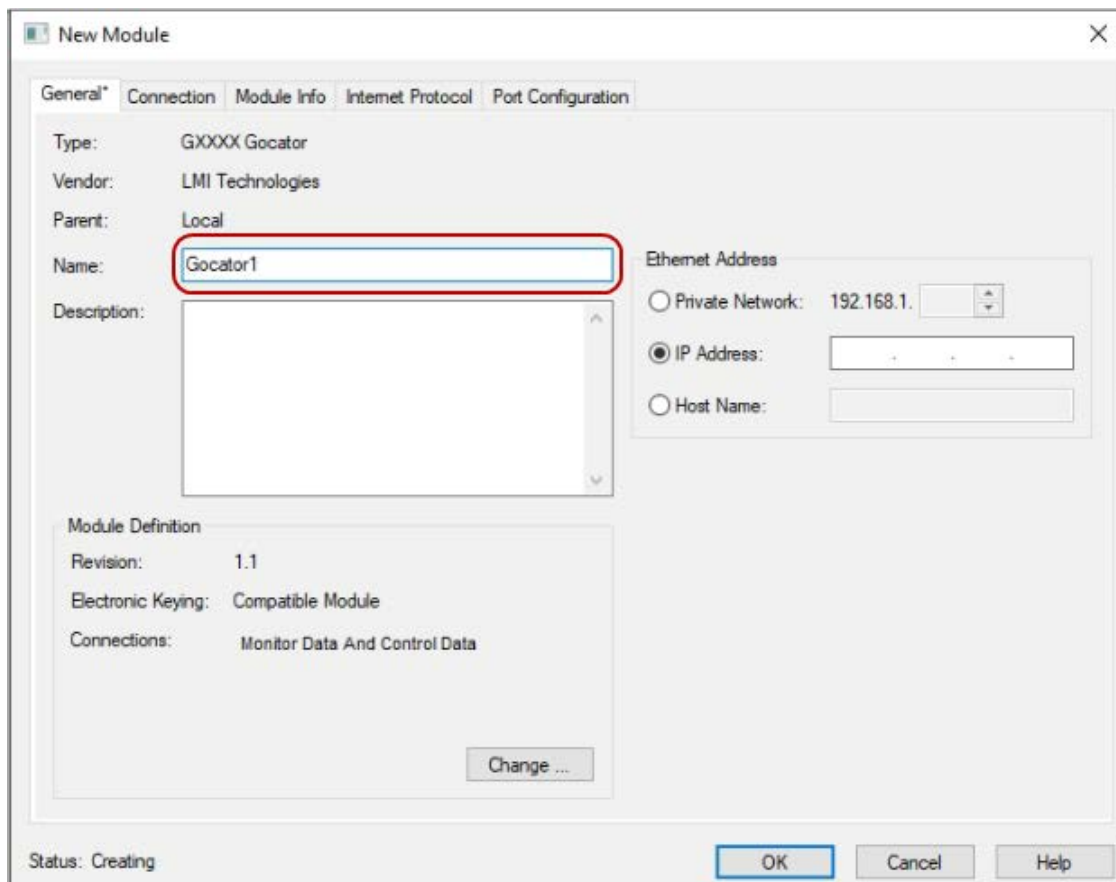 New Module
General* Connection Module Info Internet Protocol Port Configuration
Type: GXXXX Gocator
Vendor: LMI Technologies
Parent: Local
Name: Gocator1
Description:
Ethernet Address
Private Network: 192.168.1.
IP Address: . . .
Host Name:
Module Definition
Revision: 1.1
Electronic Keying: Compatible Module
Connections: Monitor Data And Control Data
Change ...
Status: Creating
OK Cancel Help